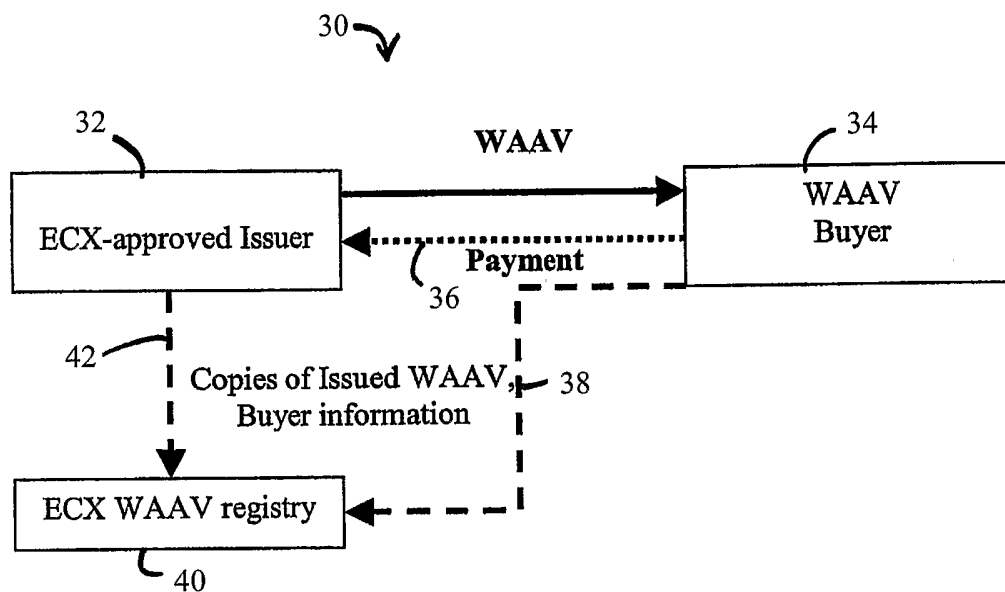 30
32
WAAV
34
ECX-approved Issuer
WAAV
Buyer
Payment
36
42
Copies of Issued WAAV,
Buyer information
38
ECX WAAV registry
40